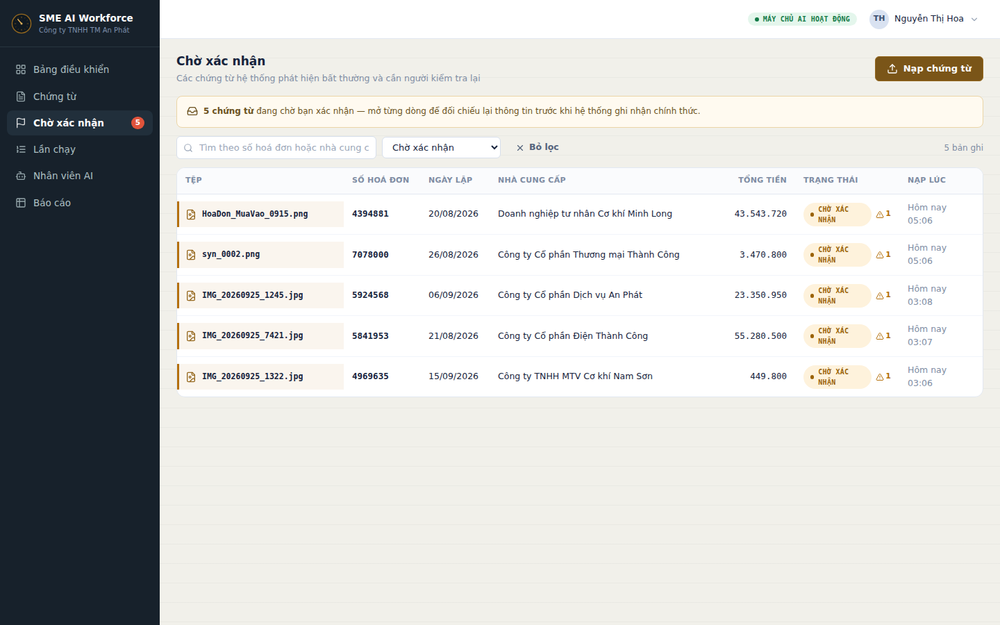 SME AI Workforce
Công ty TNHH TM An Phát
MÁY CHỦ AI HOẠT ĐỘNG
TH
Nguyễn Thị Hoa
Bảng điều khiển
Chứng từ
Chờ xác nhận
5
Lần chạy
Nhân viên AI
Báo cáo
Chờ xác nhận
Các chứng từ hệ thống phát hiện bất thường và cần người kiểm tra lại
Nạp chứng từ
5 chứng từ đang chờ bạn xác nhận — mở từng dòng để đối chiếu lại thông tin trước khi hệ thống ghi nhận chính thức.
Tìm theo số hoá đơn hoặc nhà cung c
Chờ xác nhận
Bỏ lọc
5 bản ghi
TỆP SỐ HOÁ ĐƠN NGÀY LẬP NHÀ CUNG CẤP TỔNG TIỀN TRẠNG THÁI NẠP LÚC
HoaDon_MuaVao_0915.png 4394881 20/08/2026 Doanh nghiệp tư nhân Cơ khí Minh Long 43.543.720 CHỜ XÁC NHẬN 1 Hôm nay 05:06
syn_0002.png 7078000 26/08/2026 Công ty Cổ phần Thương mại Thành Công 3.470.800 CHỜ XÁC NHẬN 1 Hôm nay 05:06
IMG_20260925_1245.jpg 5924568 06/09/2026 Công ty Cổ phần Dịch vụ An Phát 23.350.950 CHỜ XÁC NHẬN 1 Hôm nay 03:08
IMG_20260925_7421.jpg 5841953 21/08/2026 Công ty Cổ phần Điện Thành Công 55.280.500 CHỜ XÁC NHẬN 1 Hôm nay 03:07
IMG_20260925_1322.jpg 4969635 15/09/2026 Công ty TNHH MTV Cơ khí Nam Sơn 449.800 CHỜ XÁC NHẬN 1 Hôm nay 03:06